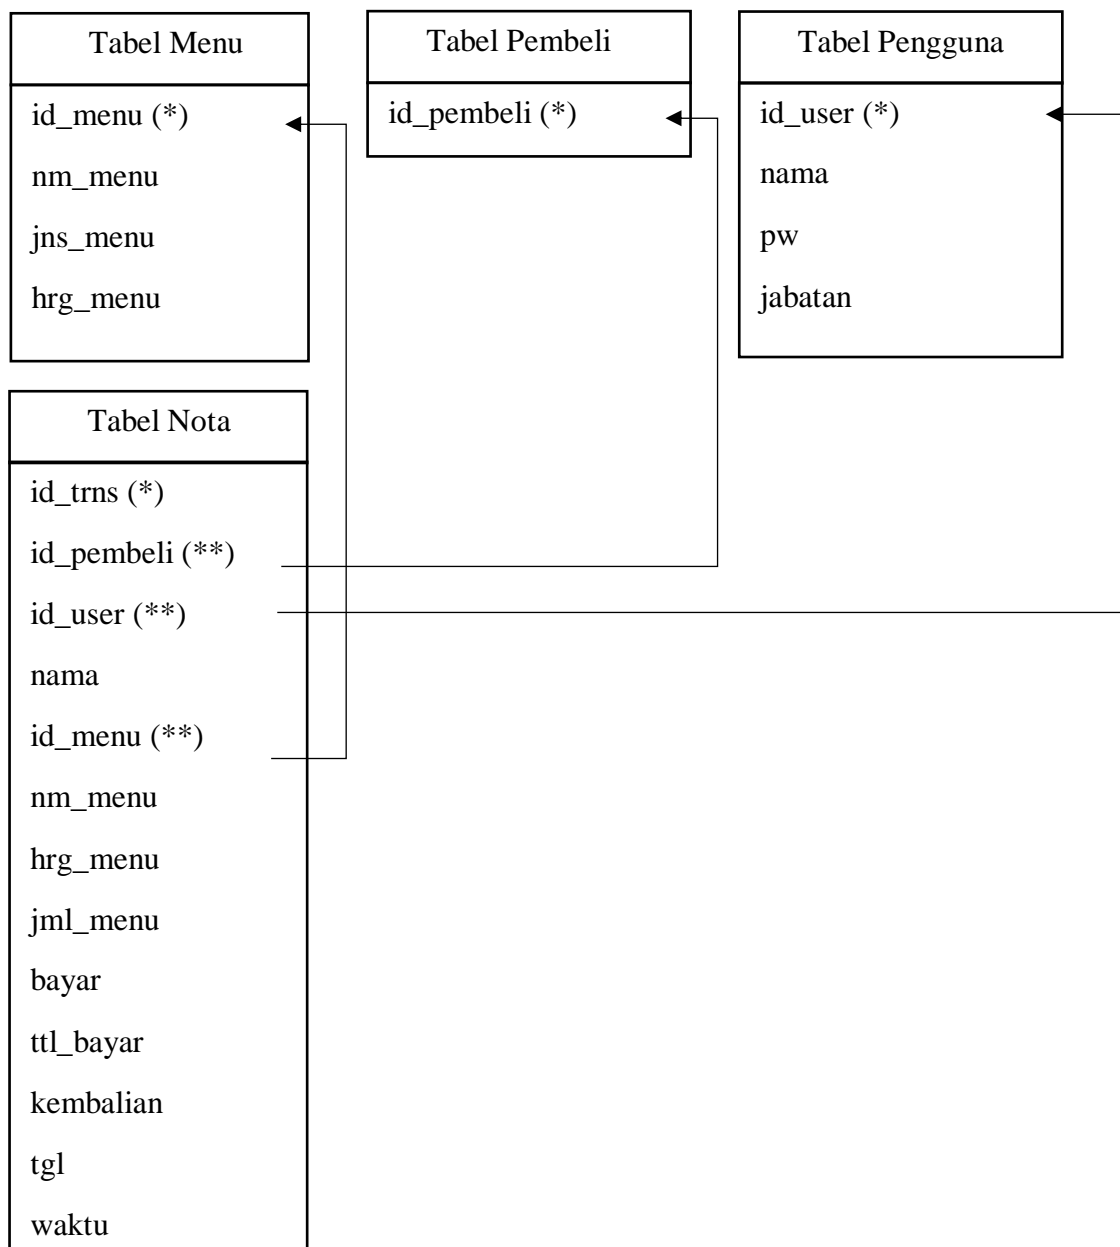 Tabel Menu
id_menu (*)
nm_menu
jns_menu
hrg_menu
Tabel Pembeli
id_pembeli (*)
Tabel Pengguna
id_user (*)
nama
pw
jabatan
Tabel Nota
id_trns (*)
id_pembeli (**)
id_user (**)
nama
id_menu (**)
nm_menu
hrg_menu
jml_menu
bayar
ttl_bayar
kembalian
tgl
waktu